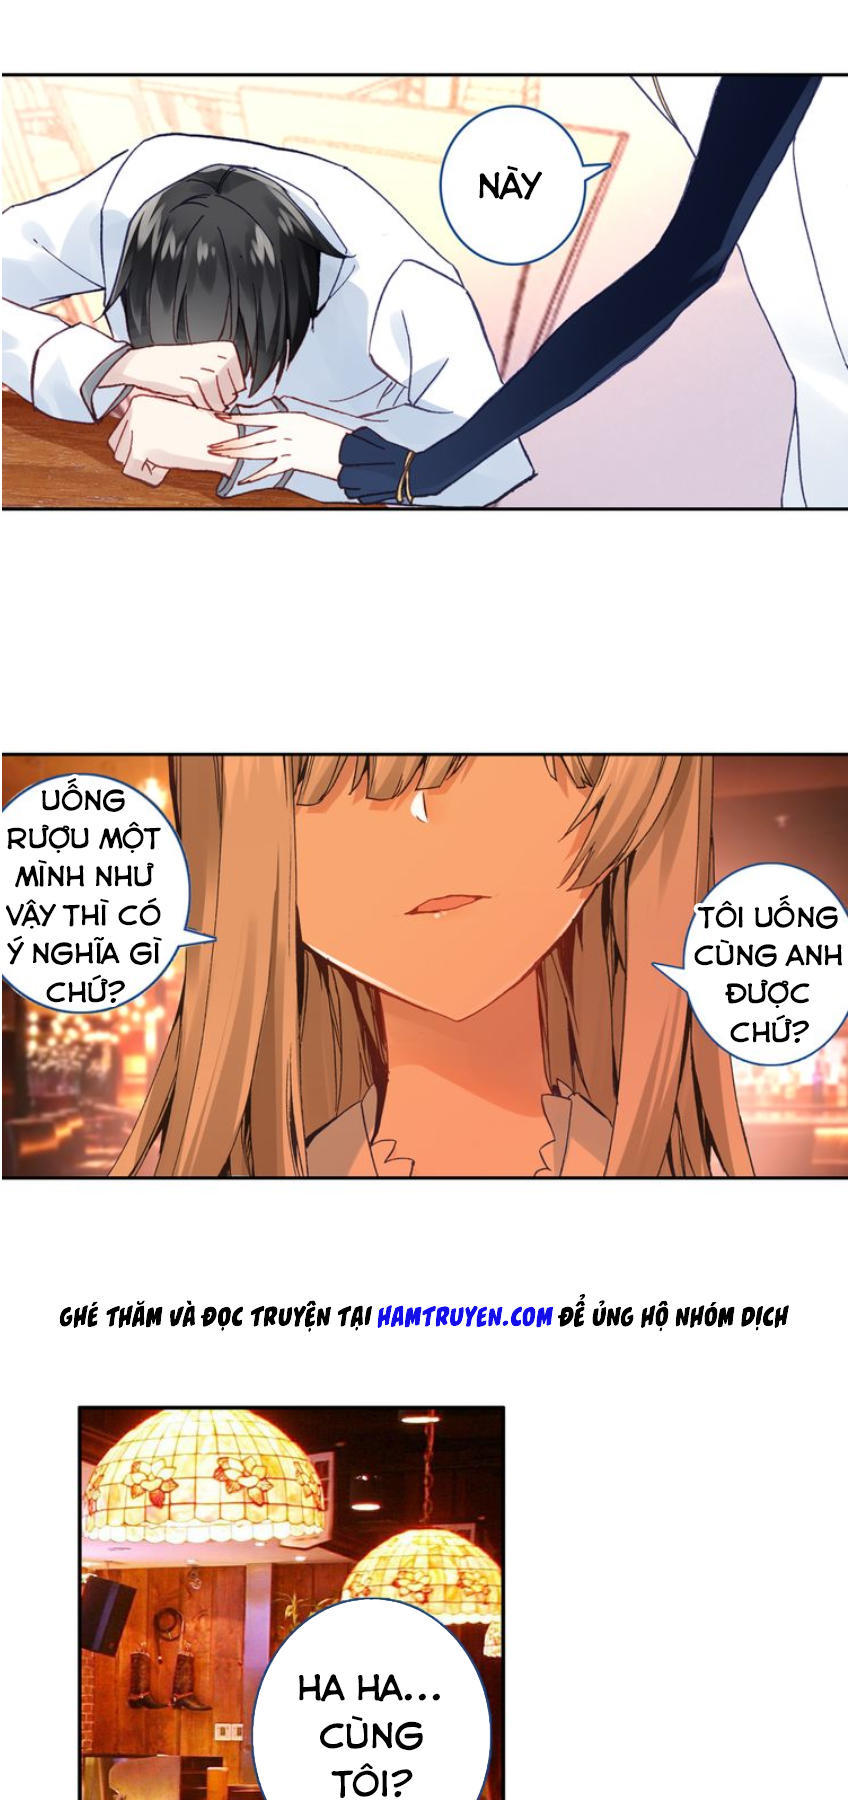 NÀY
UỐNG
RƯỢU MỘT
MÌNH NHƯ
VẬY THÌ CÓ
Ý NGHĨA GÌ
CHỨ?
TÔI UỐNG
CÙNG ANH
ĐƯỢC
CHỨ?
GHÉ THĂM VÀ ĐỌC TRUYỆN TẠI HAMTRUYEN.COM ĐỂ ỦNG HỘ NHÓM DỊCH
HA HA...
CÙNG
TÔI?